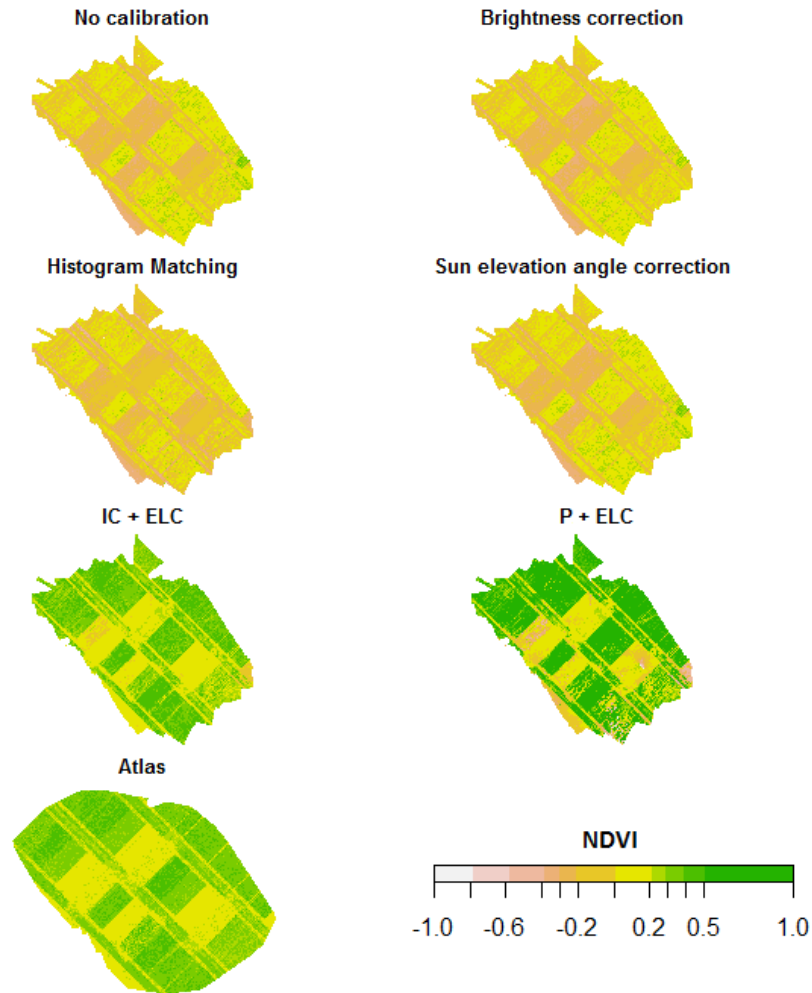 No calibration
Brightness correction
Histogram Matching
Sun elevation angle correction
IC + ELC
P + ELC
Atlas
NDVI
-1.0 -0.6 -0.2 0.2 0.5 1.0